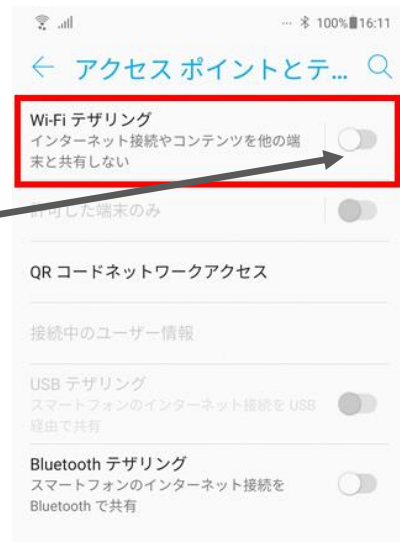 … 100% 16:11
← アクセス ポイントとテ...
Wi-Fi テザリング
インターネット接続やコンテンツを他の端
末と共有しない
許可した端末のみ
QR コードネットワークアクセス
接続中のユーザー情報
USB テザリング
スマートフォンのインターネット接続を USB
経由で共有
Bluetooth テザリング
スマートフォンのインターネット接続を
Bluetooth で共有